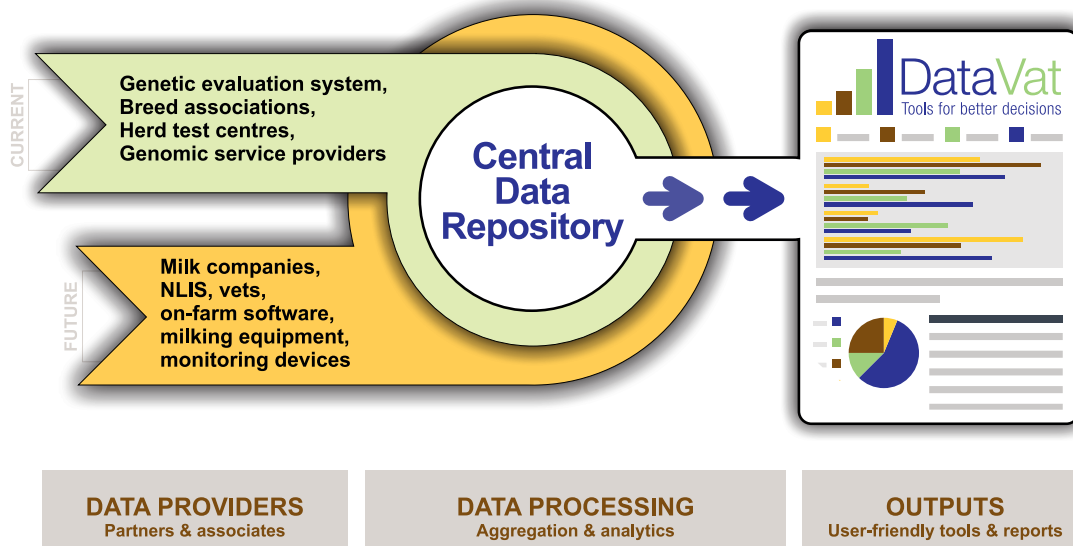 CURRENT
Genetic evaluation system,
Breed associations,
Herd test centres,
Genomic service providers
FUTURE
Milk companies,
NLIS, vets,
on-farm software,
milking equipment,
monitoring devices
Central
Data
Repository
DataVat
Tools for better decisions
DATA PROVIDERS
Partners & associates
DATA PROCESSING
Aggregation & analytics
OUTPUTS
User-friendly tools & reports